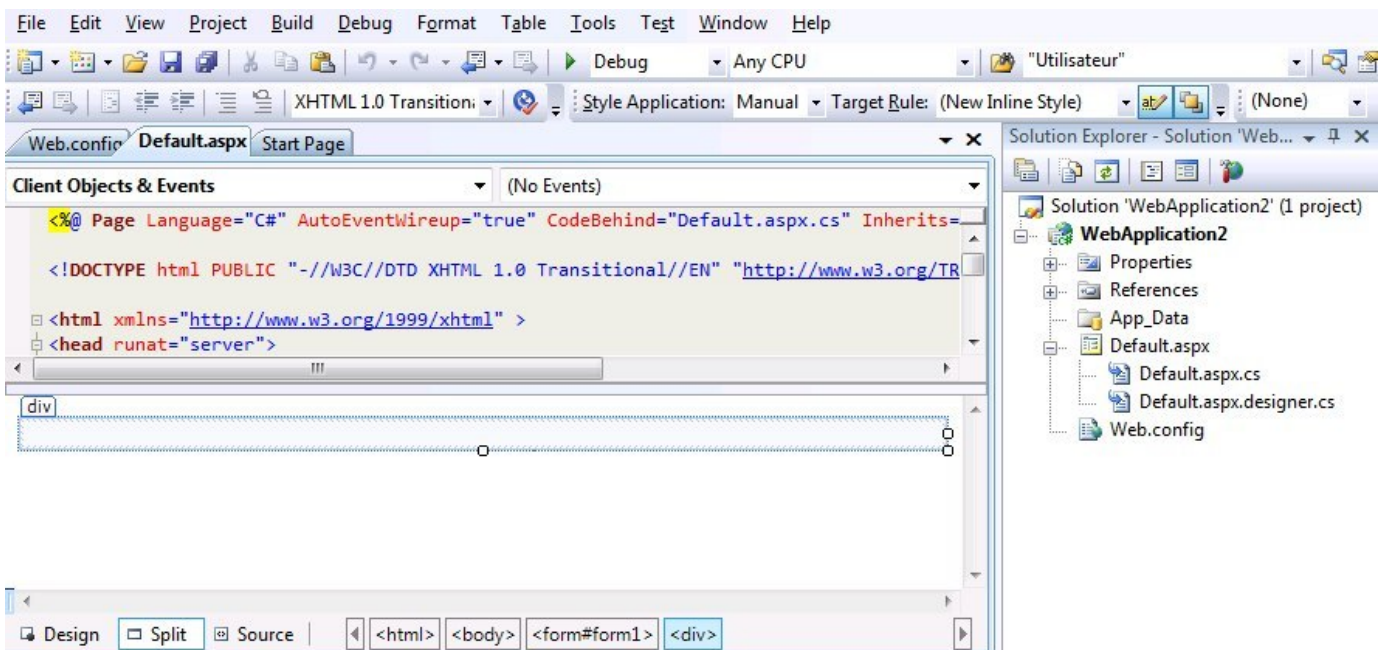 File Edit View Project Build Debug Format Table Tools Test Window Help
Debug Any CPU "Utilisateur"
XHTML 1.0 Transition: Style Application: Manual Target Rule: (New Inline Style) (None)
Web.config Default.aspx Start Page
Solution Explorer - Solution 'Web...
Client Objects & Events (No Events)
<%@ Page Language="C#" AutoEventWireup="true" CodeBehind="Default.aspx.cs" Inherits=
<!DOCTYPE html PUBLIC "-//W3C//DTD XHTML 1.0 Transitional//EN" "http://www.w3.org/TR
<html xmlns="http://www.w3.org/1999/xhtml" >
<head runat="server">
div
Design Split Source <html> <body> <form#form1> <div>
Solution 'WebApplication2' (1 project)
WebApplication2
Properties
References
App_Data
Default.aspx
Default.aspx.cs
Default.aspx.designer.cs
Web.config